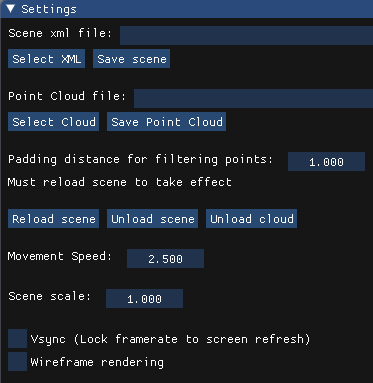 Settings
Scene xml file:
Select XML Save scene
Point Cloud file:
Select Cloud Save Point Cloud
Padding distance for filtering points: 1.000
Must reload scene to take effect
Reload scene Unload scene Unload cloud
Movement Speed: 2.500
Scene scale: 1.000
Vsync (Lock framerate to screen refresh)
Wireframe rendering